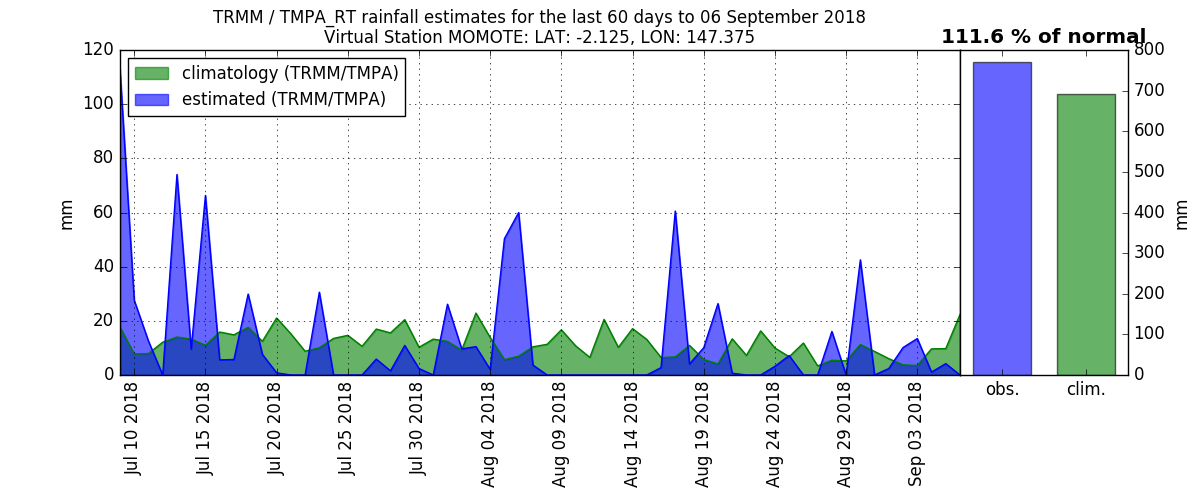 TRMM / TMPA_RT rainfall estimates for the last 60 days to 06 September 2018
Virtual Station MOMOTE: LAT: -2.125, LON: 147.375
111.6 % of normal
climatology (TRMM/TMPA)
estimated (TRMM/TMPA)
mm
120
100
80
60
40
20
0
Jul 10 2018
Jul 15 2018
Jul 20 2018
Jul 25 2018
Jul 30 2018
Aug 04 2018
Aug 09 2018
Aug 14 2018
Aug 19 2018
Aug 24 2018
Aug 29 2018
Sep 03 2018
obs.
clim.
800
700
600
500
400
300
200
100
0
mm